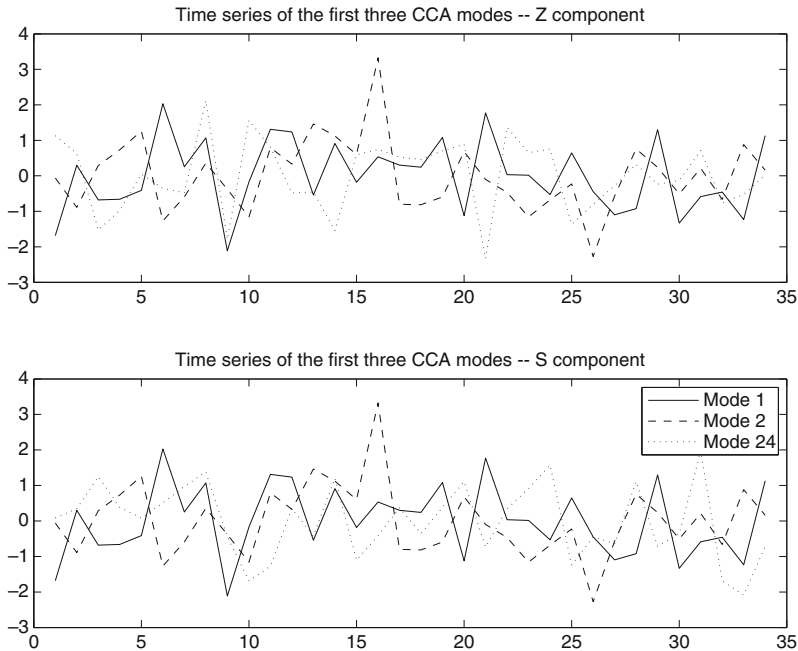 Time series of the first three CCA modes -- Z component
4
3
2
1
0
–1
–2
–3
0 5 10 15 20 25 30 35
Time series of the first three CCA modes -- S component
4
3
2
1
0
–1
–2
–3
Mode 1
Mode 2
Mode 24
0 5 10 15 20 25 30 35